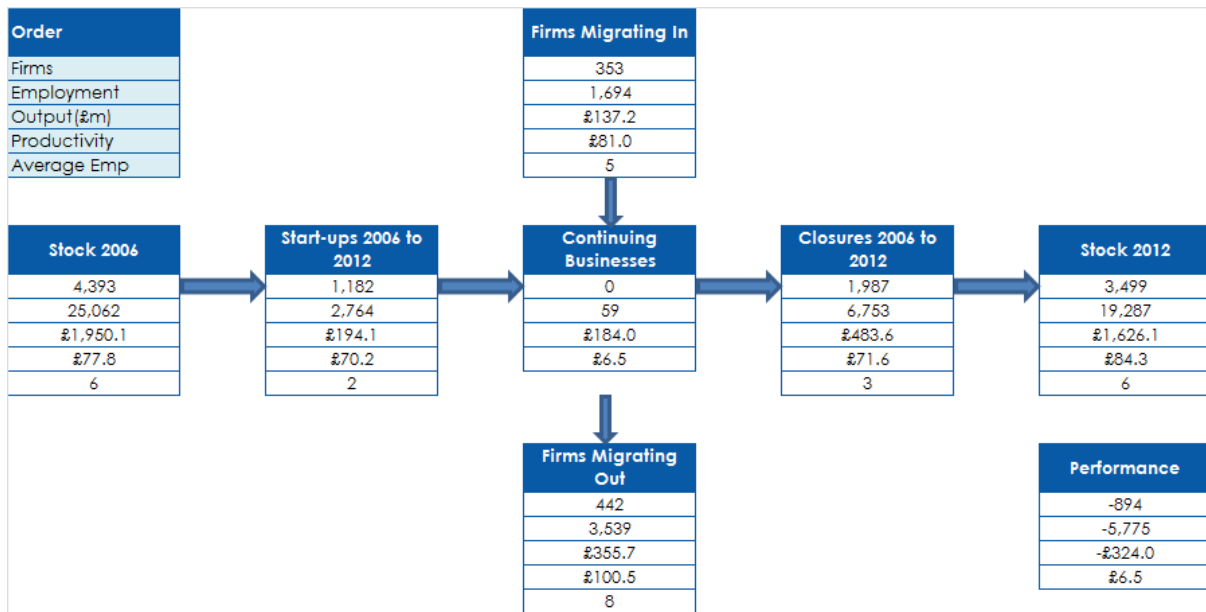 Order
Firms
Employment
Output(£m)
Productivity
Average Emp
Firms Migrating In
353
1,694
£137.2
£81.0
5
Stock 2006
4,393
25,062
£1,950.1
£77.8
6
Start-ups 2006 to
2012
1,182
2,764
£194.1
£70.2
2
Continuing
Businesses
0
59
£184.0
£6.5
Closures 2006 to
2012
1,987
6,753
£483.6
£71.6
3
Stock 2012
3,499
19,287
£1,626.1
£84.3
6
Firms Migrating
Out
442
3,539
£355.7
£100.5
8
Performance
-894
-5,775
-£324.0
£6.5